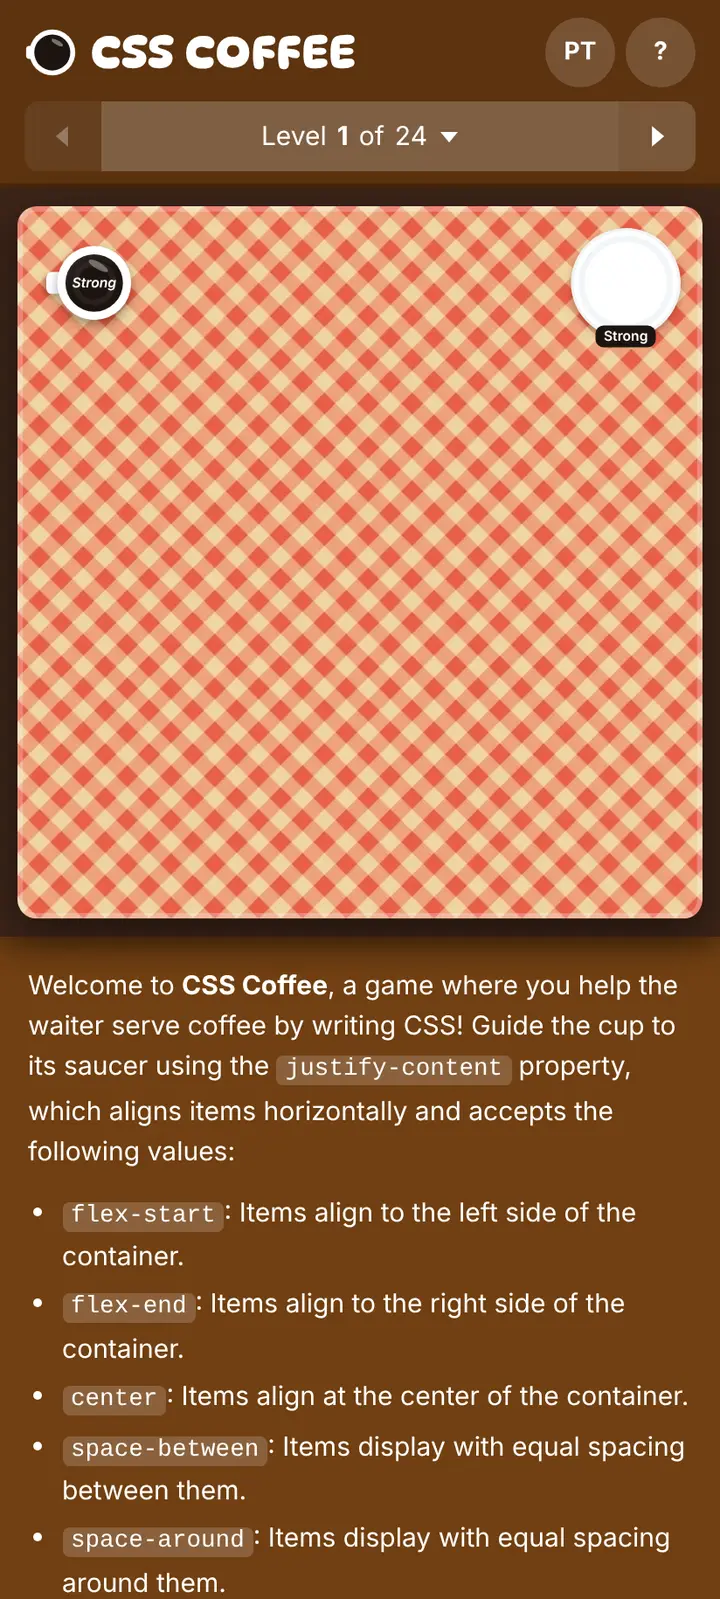 CSS COFFEE
PT
?
Level 1 of 24
Strong
Strong
Welcome to CSS Coffee, a game where you help the
waiter serve coffee by writing CSS! Guide the cup to
its saucer using the justify-content property,
which aligns items horizontally and accepts the
following values:
• flex-start: Items align to the left side of the
container.
• flex-end: Items align to the right side of the
container.
• center: Items align at the center of the container.
• space-between: Items display with equal spacing
between them.
• space-around: Items display with equal spacing
around them.